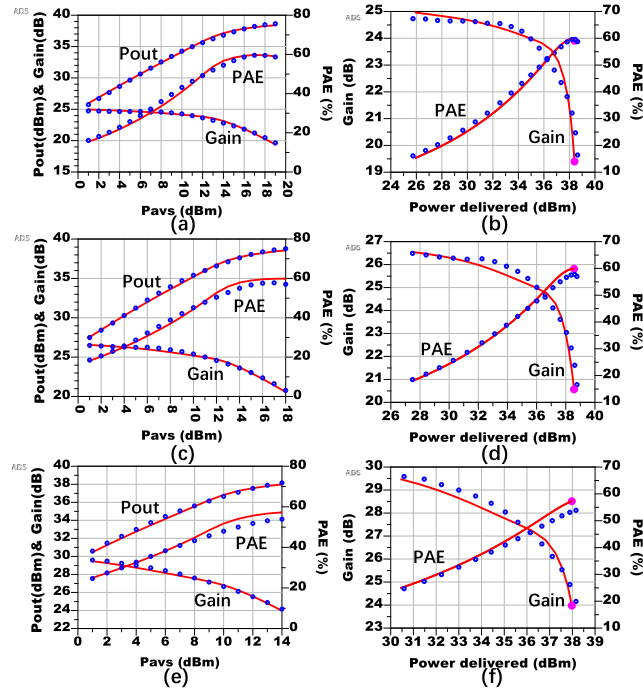 ADS
Pout(dBm)& Gain(dB)
40
35
30
25
20
15
Pout
PAE
Gain
80
60
40
20
0
PAE (%)
0 2 4 6 8 10 12 14 16 18 20
Pavs (dBm)
(a)
ADS
Gain (dB)
25
24
23
22
21
20
19
PAE
Gain
70
60
50
40
30
20
10
PAE (%)
24 26 28 30 32 34 36 38 40
Power delivered (dBm)
(b)
ADS
Pout(dBm)& Gain(dB)
40
35
30
25
20
Pout
PAE
Gain
80
60
40
20
0
PAE (%)
0 2 4 6 8 10 12 14 16 18
Pavs (dBm)
(c)
ADS
Gain (dB)
27
26
25
24
23
22
21
20
PAE
Gain
70
60
50
40
30
20
10
PAE (%)
26 28 30 32 34 36 38 40
Power delivered (dBm)
(d)
ADS
Pout(dBm)& Gain(dB)
40
38
36
34
32
30
28
26
24
22
Pout
PAE
Gain
80
60
40
20
0
PAE (%)
0 2 4 6 8 10 12 14
Pavs (dBm)
(e)
ADS
Gain (dB)
30
29
28
27
26
25
24
23
PAE
Gain
70
60
50
40
30
20
10
PAE (%)
30 31 32 33 34 35 36 37 38 39
Power delivered (dBm)
(f)